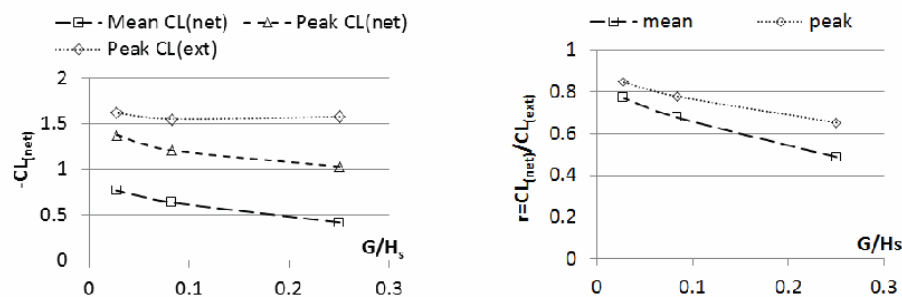 Mean CL(net) Peak CL(net)
Peak CL(ext)
2
1.5
1
0.5
0
-CL(net)
G/Hs
0 0.1 0.2 0.3
mean peak
1
0.8
0.6
0.4
0.2
0
r=CL(net)/CL(ext)
G/Hs
0 0.1 0.2 0.3